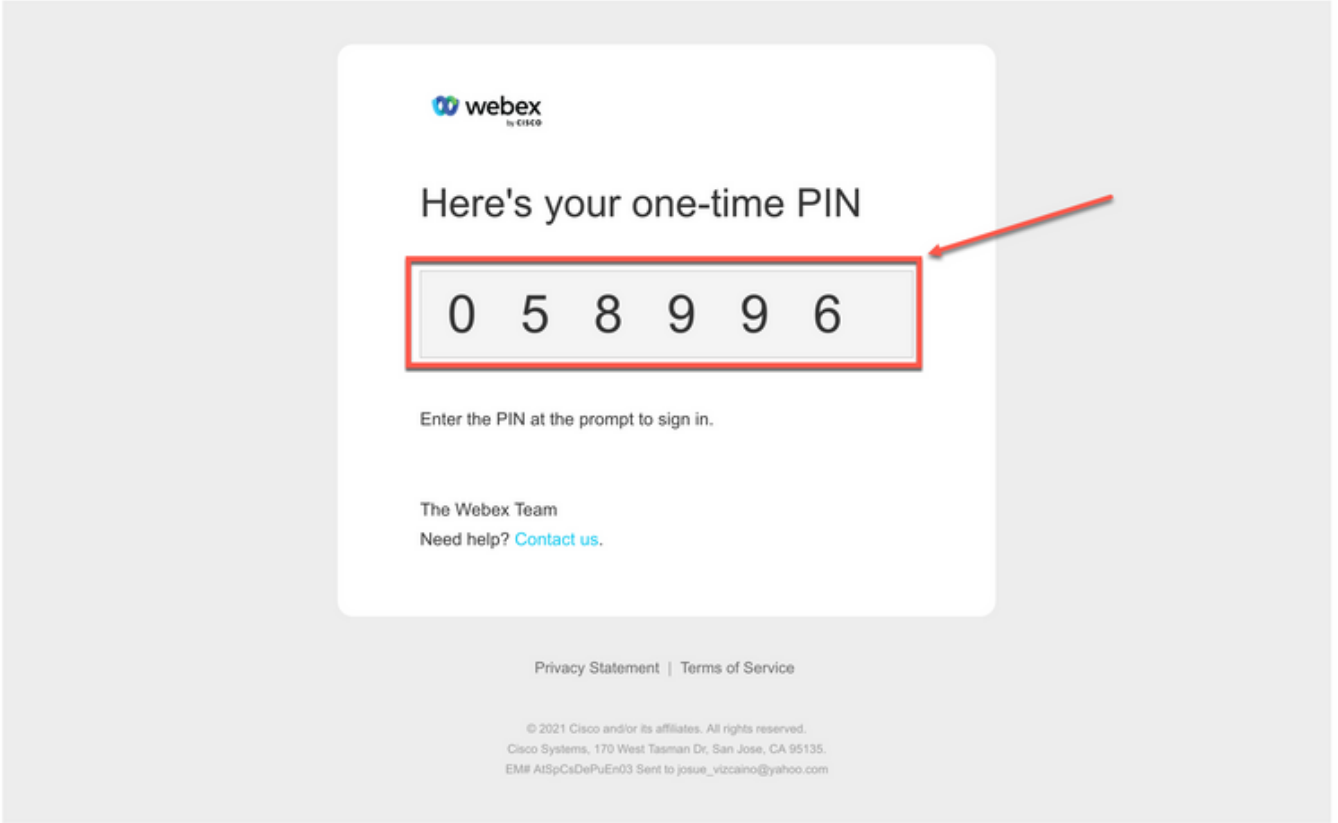 webex
by CISCO
Here's your one-time PIN
0 5 8 9 9 6
Enter the PIN at the prompt to sign in.
The Webex Team
Need help? Contact us.
Privacy Statement | Terms of Service
© 2021 Cisco and/or its affiliates. All rights reserved.
Cisco Systems, 170 West Tasman Dr, San Jose, CA 95135.
EM# AtSpCsDePuEn03 Sent to josue_vizcaino@yahoo.com